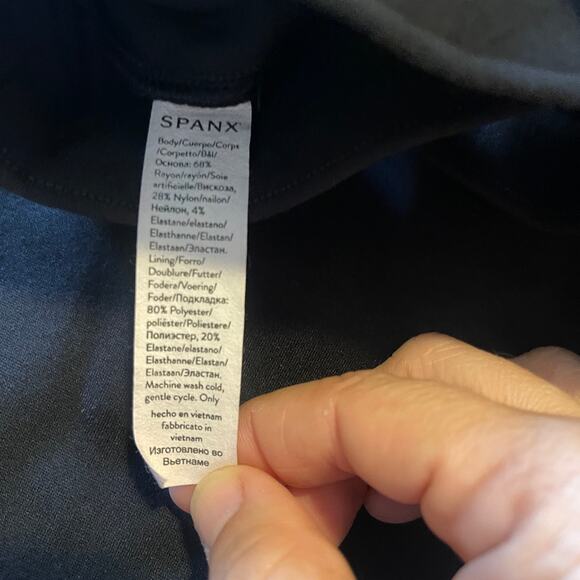 SPANX
Body/Cuerpo/Corps
/Corpetto/Bál/
Основа: 68%
Rayon/rayón/Soie
artificielle/Вискоза,
28% Nylon/nailon/
Нейлон, 4%
Elastane/elastano/
Elasthanne/Elastan/
Elastaan/Эластан.
Lining/Forro/
Doublure/Futter/
Fodera/Voering/
Foder/Подкладка:
80% Polyester/
poliéster/Poliestere/
Полиэстер, 20%
Elastane/elastano/
Elasthanne/Elastan/
Elastaan/Эластан.
Machine wash cold,
gentle cycle. Only
hecho en vietnam
fabbricato in
vietnam
Изготовлено во
Вьетнаме